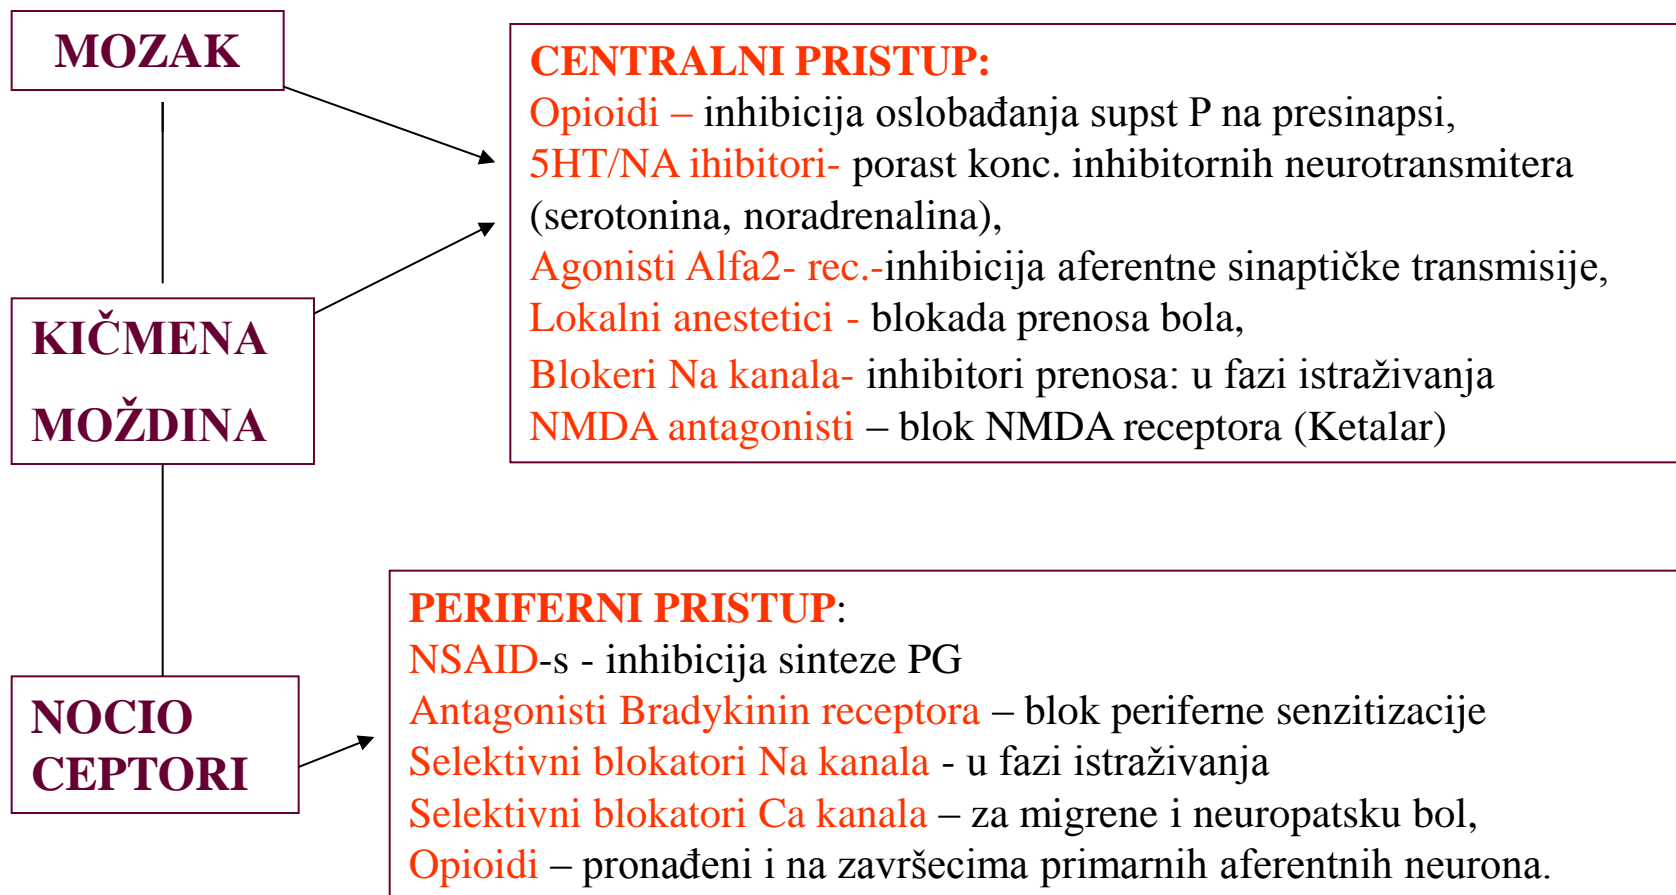 MOZAK
CENTRALNI PRISTUP:
Opioidi – inhibicija oslobađanja supst P na presinapsi,
5HT/NA ihibitori- porast konc. inhibitornih neurotransmitera
(serotonina, noradrenalina),
Agonisti Alfa2- rec.-inhibicija aferentne sinaptičke transmisije,
Lokalni anestetici - blokada prenosa bola,
Blokeri Na kanala- inhibitori prenosa: u fazi istraživanja
NMDA antagonisti – blok NMDA receptora (Ketalar)
KIČMENA
MOŽDINA
PERIFERNI PRISTUP:
NSAID-s - inhibicija sinteze PG
Antagonisti Bradykinin receptora – blok periferne senzitizacije
Selektivni blokatori Na kanala - u fazi istraživanja
Selektivni blokatori Ca kanala – za migrene i neuropatsku bol,
Opioidi – pronađeni i na završecima primarnih aferentnih neurona.
NOCIO
CEPTORI